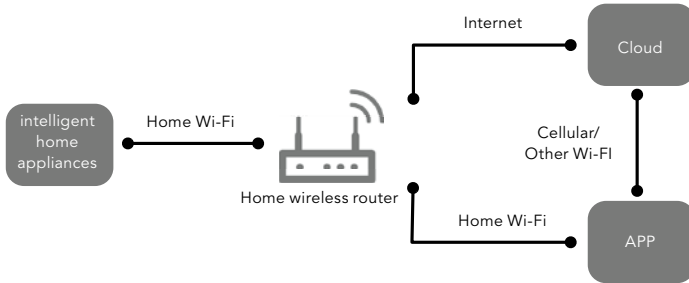 Internet
Cloud
intelligent
home
appliances
Home Wi-Fi
Cellular/
Other Wi-FI
Home wireless router
Home Wi-Fi
APP